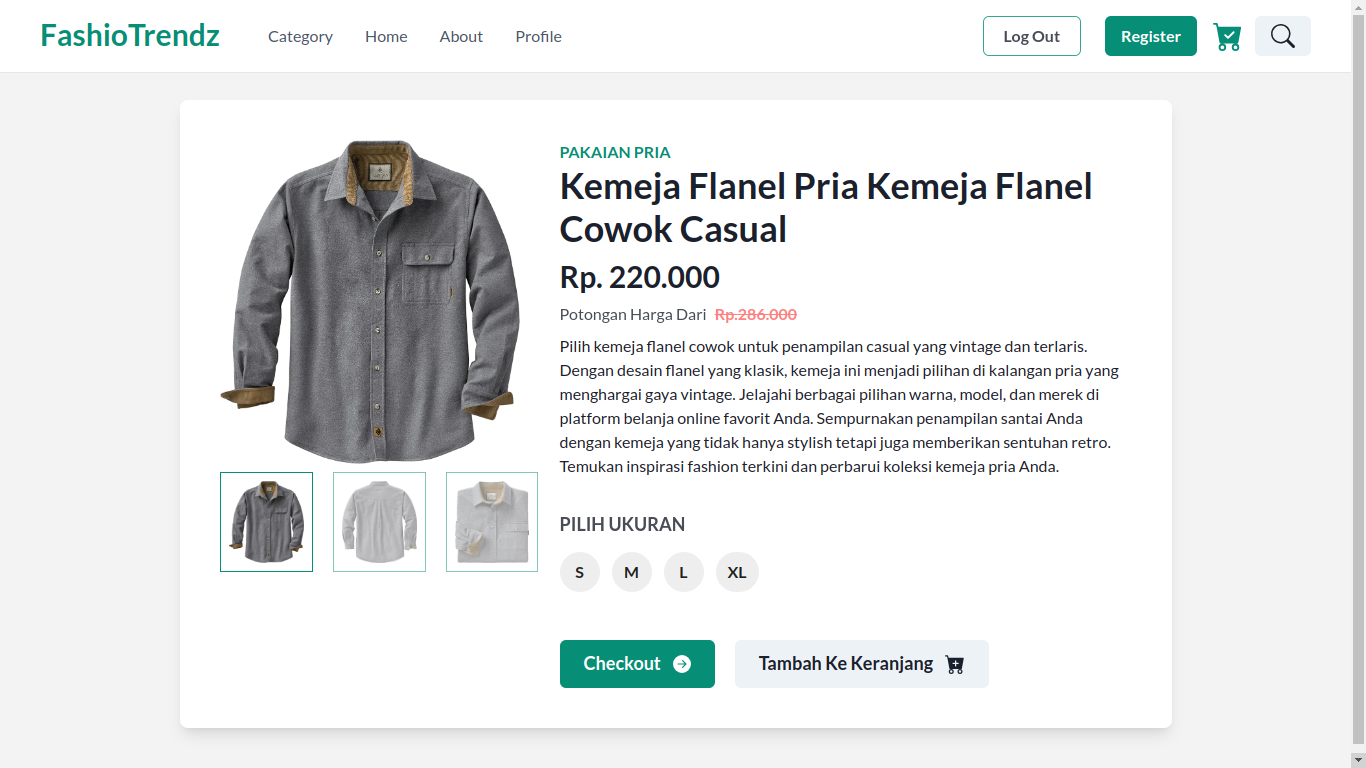 FashioTrendz
Category
Home
About
Profile
Log Out
Register
PAKAIAN PRIA
Kemeja Flanel Pria Kemeja Flanel
Cowok Casual
Rp. 220.000
Potongan Harga Dari Rp.286.000
Pilih kemeja flanel cowok untuk penampilan casual yang vintage dan terlaris.
Dengan desain flanel yang klasik, kemeja ini menjadi pilihan di kalangan pria yang
menghargai gaya vintage. Jelajahi berbagai pilihan warna, model, dan merek di
platform belanja online favorit Anda. Sempurnakan penampilan santai Anda
dengan kemeja yang tidak hanya stylish tetapi juga memberikan sentuhan retro.
Temukan inspirasi fashion terkini dan perbarui koleksi kemeja pria Anda.
PILIH UKURAN
S
M
L
XL
Checkout
Tambah Ke Keranjang